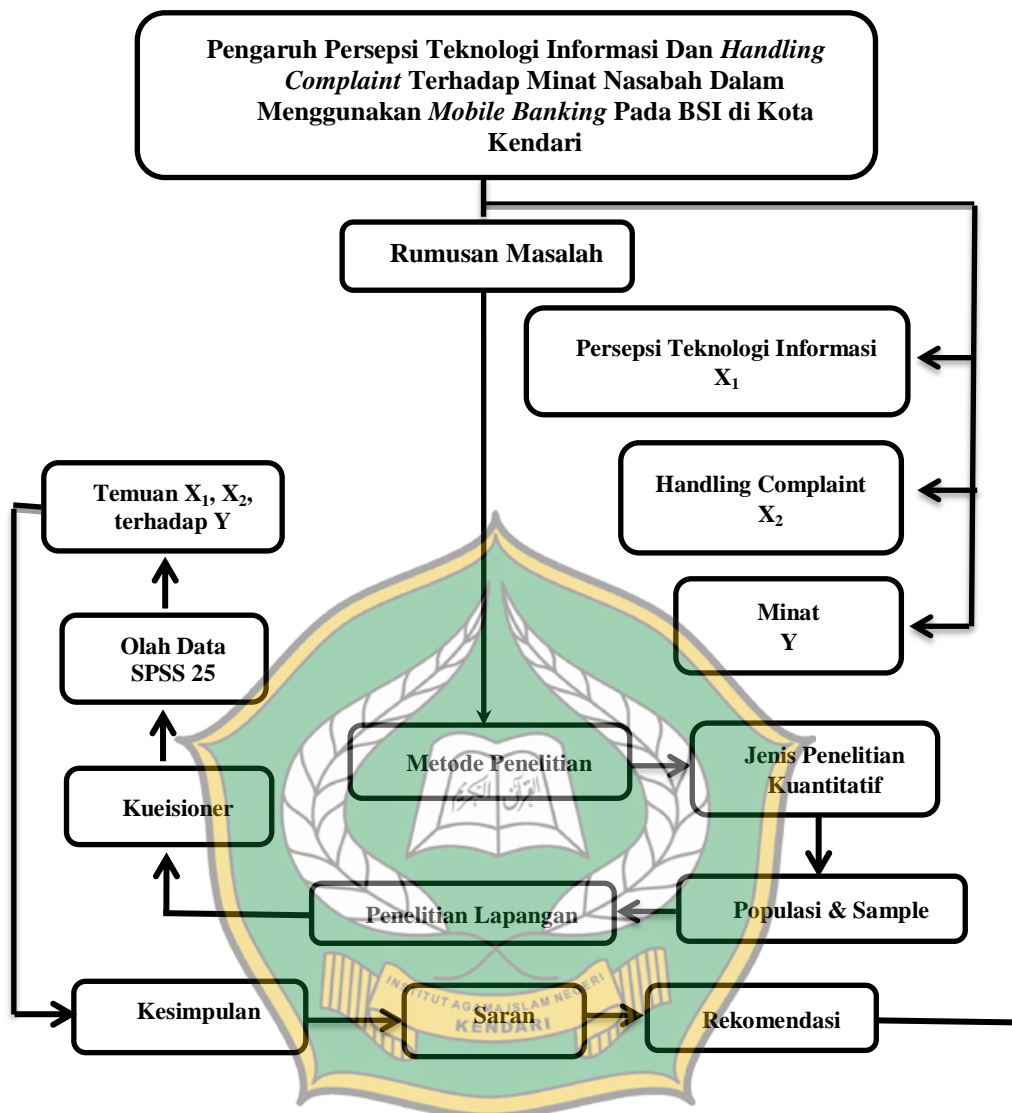 Pengaruh Persepsi Teknologi Informasi Dan Handling
Complaint Terhadap Minat Nasabah Dalam
Menggunakan Mobile Banking Pada BSI di Kota
Kendari
Rumusan Masalah
Persepsi Teknologi Informasi
X₁
Handling Complaint
X₂
Minat
Y
Temuan X₁, X₂,
terhadap Y
Olah Data
SPSS 25
Kueisioner
Metode Penelitian
Jenis Penelitian
Kuantitatif
القرآن الكريم
Penelitian Lapangan
Populasi & Sample
INSTITUT AGAMA ISLAM NEGERI
KENDARI
Kesimpulan
Saran
Rekomendasi